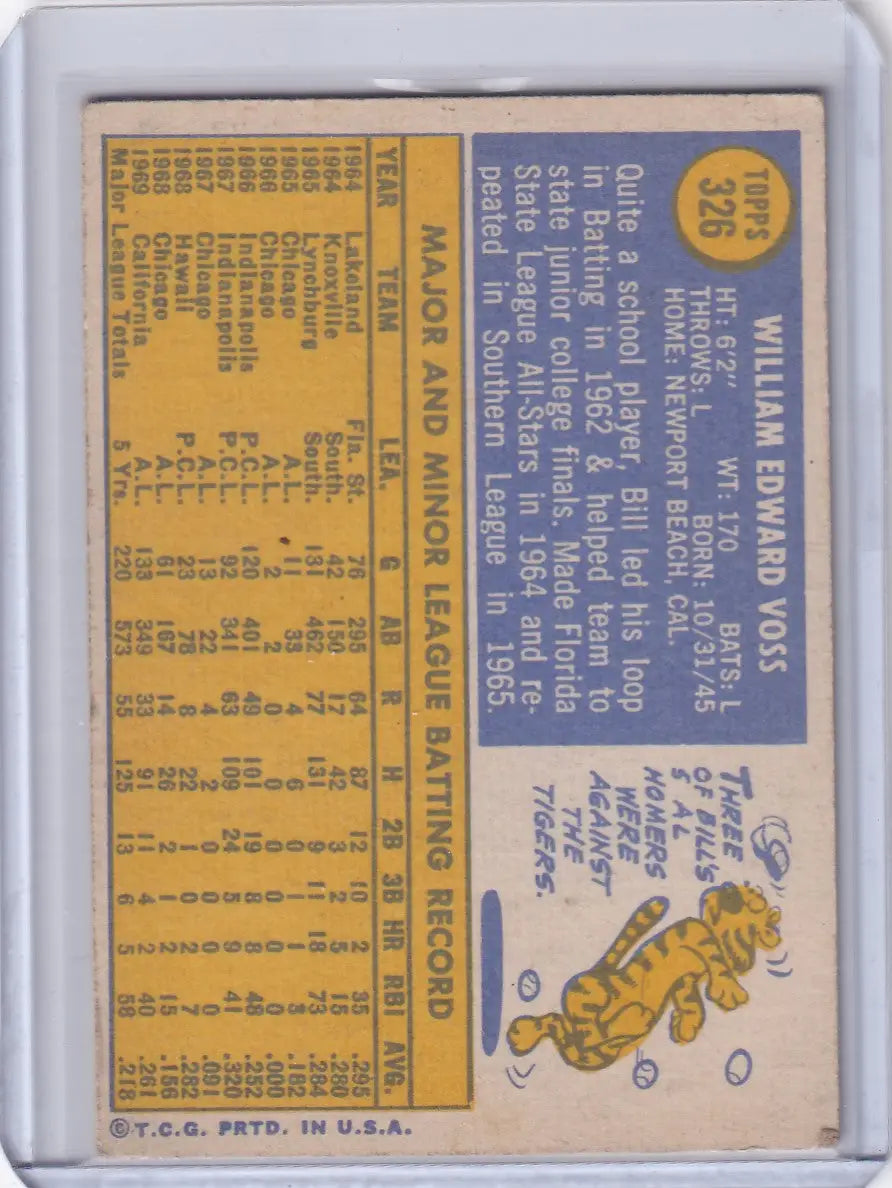 TOPPS
326
WILLIAM EDWARD VOSS
HT: 6'2" WT: 170 BATS: L
THROWS: L BORN: 10/31/45
HOME: NEWPORT BEACH, CAL.
Quite a school player, Bill led his loop
in Batting in 1962 & helped team to
state junior college finals. Made Florida
State League All-Stars in 1964 and re-
peated in Southern League in 1965.
THREE
OF BILL'S
5 AL
HOMERS
WERE
AGAINST
THE
TIGERS.
MAJOR AND MINOR LEAGUE BATTING RECORD
YEAR TEAM LEA. G AB R H 2B 3B HR RBI AVG.
1964 Lakeland Fla. St. 76 295 64 87 12 10 2 35 .295
1964 Knoxville South. 42 150 17 42 3 2 5 15 .280
1965 Lynchburg South. 131 462 77 131 9 11 18 73 .284
1965 Chicago A.L. 11 33 4 6 0 1 1 3 .182
1966 Chicago A.L. 2 2 0 0 0 0 0 0 .000
1966 Indianapolis P.C.L. 120 401 49 101 19 8 8 48 .252
1967 Indianapolis P.C.L. 92 341 63 109 24 5 9 41 .320
1967 Chicago A.L. 13 22 4 2 0 0 0 0 .091
1968 Hawaii P.C.L. 23 78 8 22 1 0 2 7 .282
1968 Chicago A.L. 61 167 14 26 2 1 2 15 .156
1969 California A.L. 133 349 33 91 11 4 2 40 .261
Major League Totals 5 Yrs. 220 573 55 125 13 6 5 58 .218
©T.C.G. PRTD. IN U.S.A.